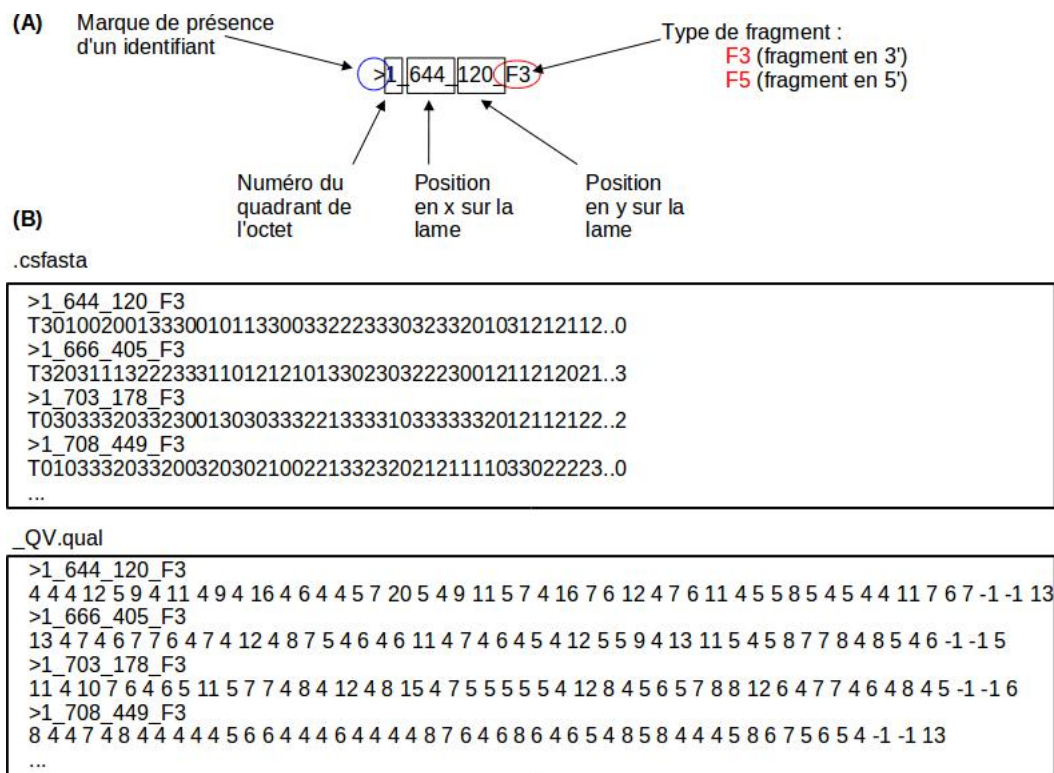 (A)
Marque de présence
d'un identifiant
Type de fragment :
F3 (fragment en 3')
F5 (fragment en 5')
>1_644_120_F3
Numéro du
quadrant de
l'octet
Position
en x sur la
lame
Position
en y sur la
lame
(B)
.csfasta
>1_644_120_F3
T30100200133300101133003322233303233201031212112..0
>1_666_405_F3
T32031113222333110121210133023032223001211212021..3
>1_703_178_F3
T03033320332300130303332213333103333332012112122..2
>1_708_449_F3
T01033320332003203021002213323202121111033022223..0
...
_QV.qual
>1_644_120_F3
4 4 4 12 5 9 4 11 4 9 4 16 4 6 4 4 5 7 20 5 4 9 11 5 7 4 16 7 6 12 4 7 6 11 4 5 5 8 5 4 5 4 4 11 7 6 7 -1 -1 13
>1_666_405_F3
13 4 7 4 6 7 7 6 4 7 4 12 4 8 7 5 4 6 4 6 11 4 7 4 6 4 5 4 12 5 5 9 4 13 11 5 4 5 8 7 7 8 4 8 5 4 6 -1 -1 5
>1_703_178_F3
11 4 10 7 6 4 6 5 11 5 7 7 4 8 4 12 4 8 15 4 7 5 5 5 5 5 4 12 8 4 5 6 5 7 8 8 12 6 4 7 7 4 6 4 8 4 5 -1 -1 6
>1_708_449_F3
8 4 4 7 4 8 4 4 4 4 4 5 6 6 4 4 4 6 4 4 4 4 8 7 6 4 6 8 6 4 6 5 4 8 5 8 4 4 4 5 8 6 7 5 6 5 4 -1 -1 13
...